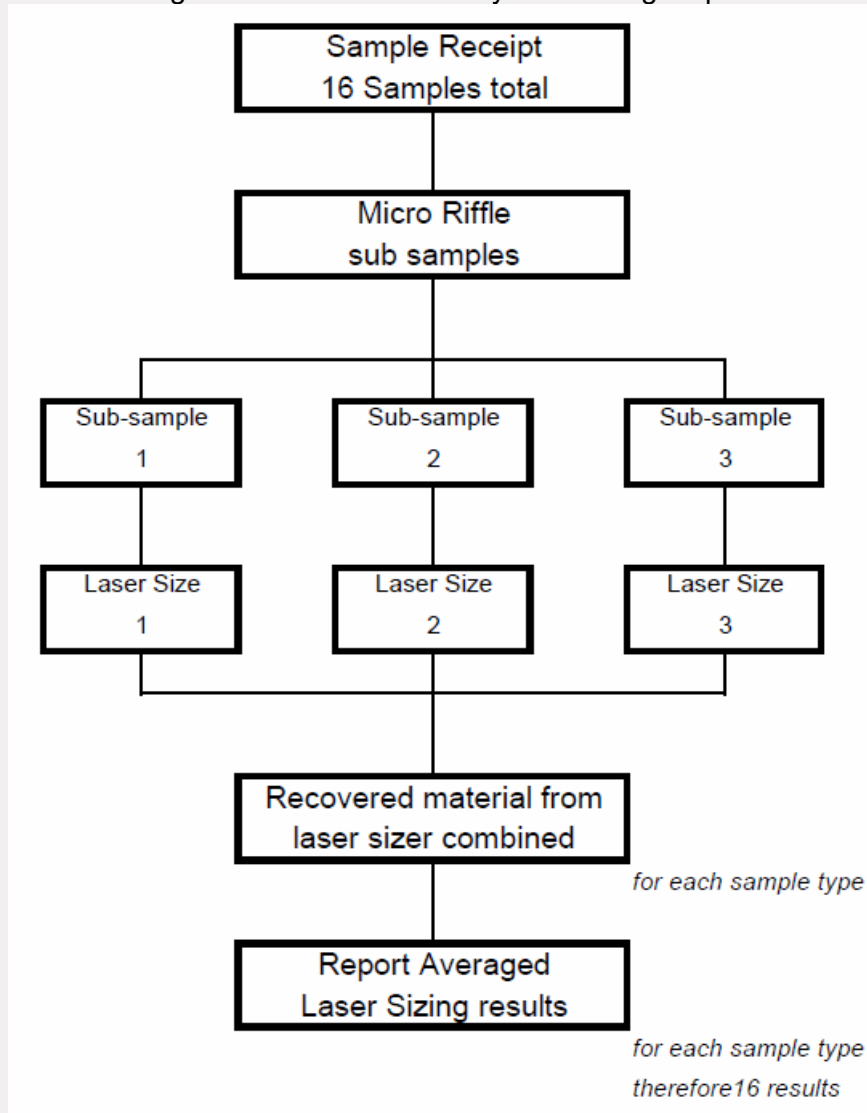 Sample Receipt
16 Samples total
Micro Riffle
sub samples
Sub-sample
1
Sub-sample
2
Sub-sample
3
Laser Size
1
Laser Size
2
Laser Size
3
Recovered material from
laser sizer combined
for each sample type
Report Averaged
Laser Sizing results
for each sample type
therefore16 results